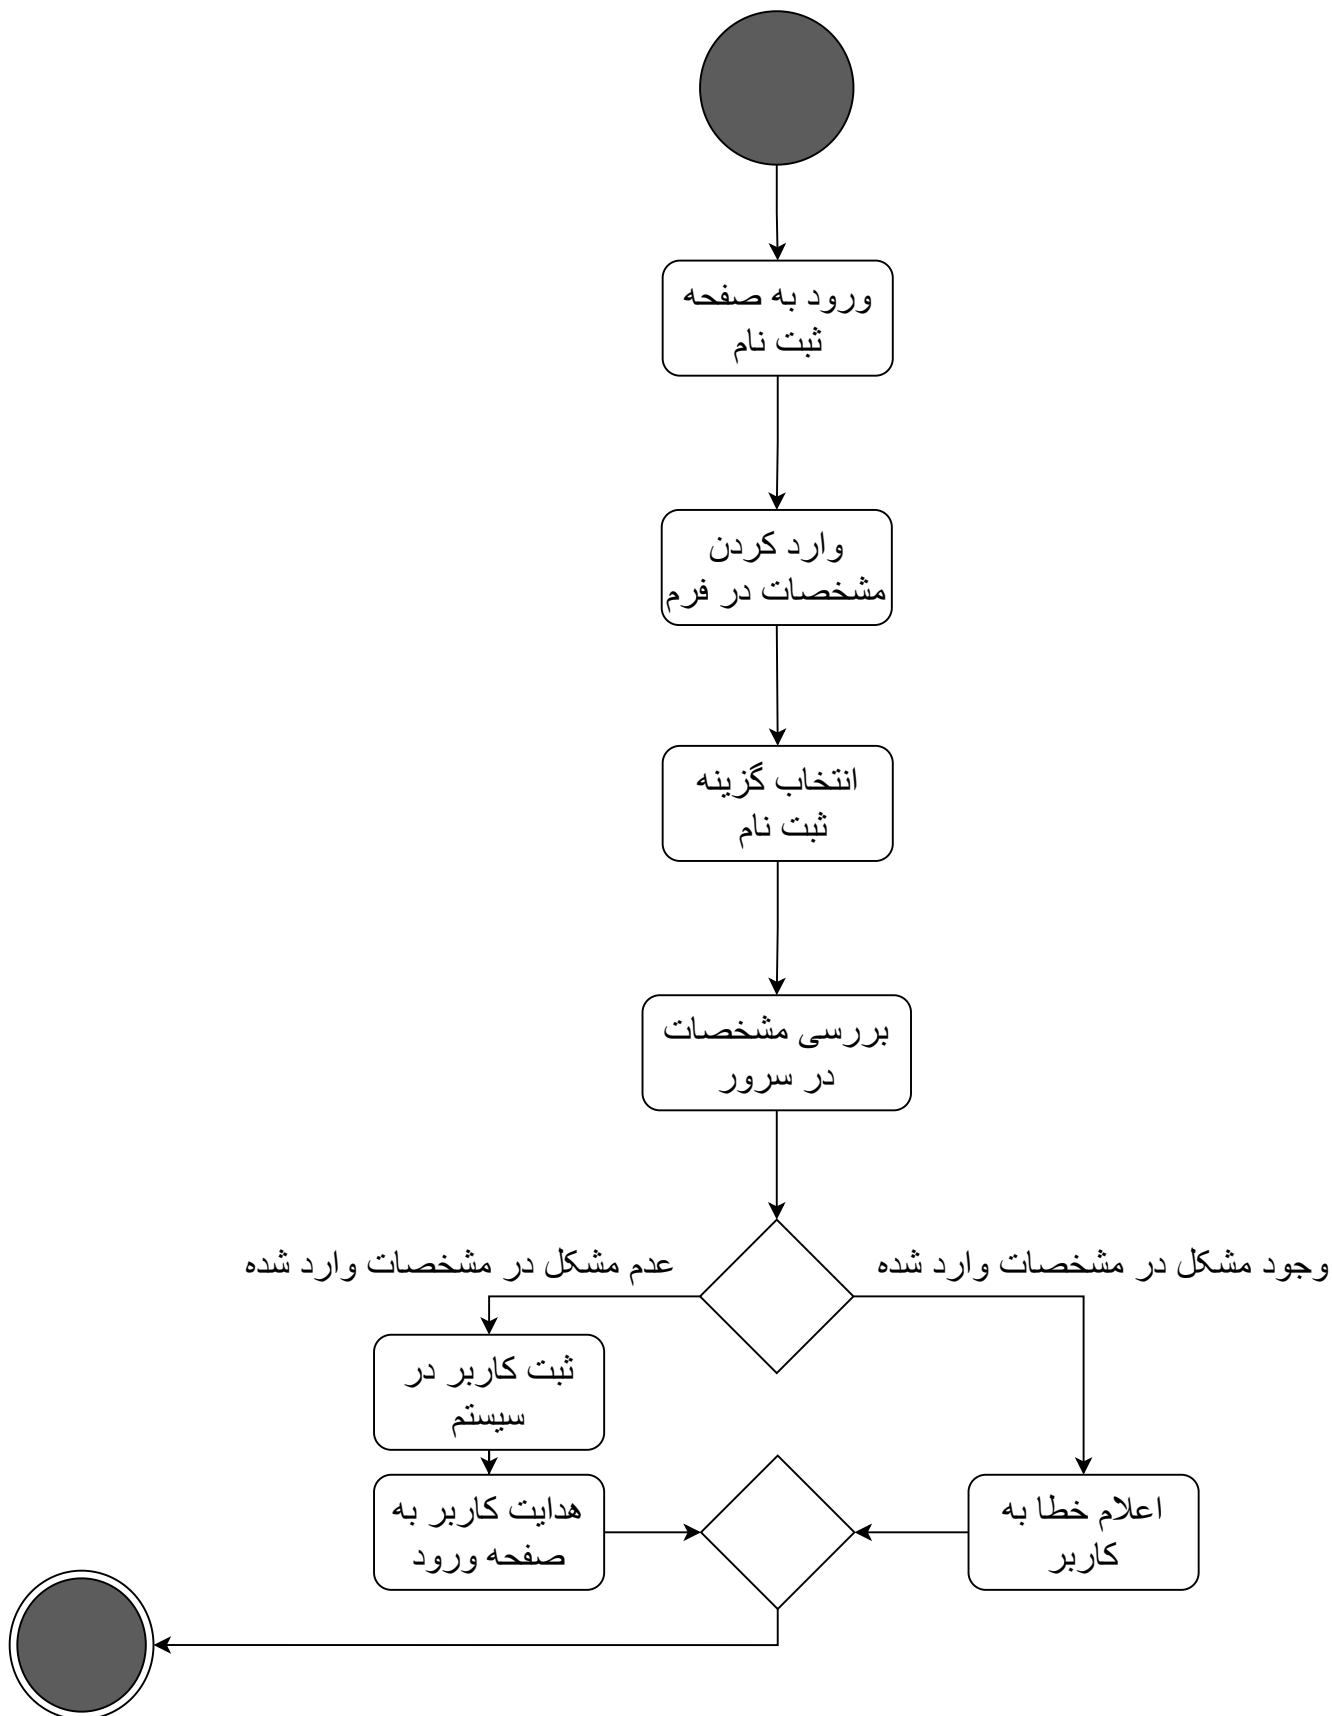 ورود به صفحه
ثبت نام
وارد کردن
مشخصات در فرم
انتخاب گزینه
ثبت نام
بررسی مشخصات
در سرور
وجود مشکل در مشخصات وارد شده
عدم مشکل در مشخصات وارد شده
ثبت کاربر در
سیستم
اعلام خطا به
کاربر
هدایت کاربر به
صفحه ورود